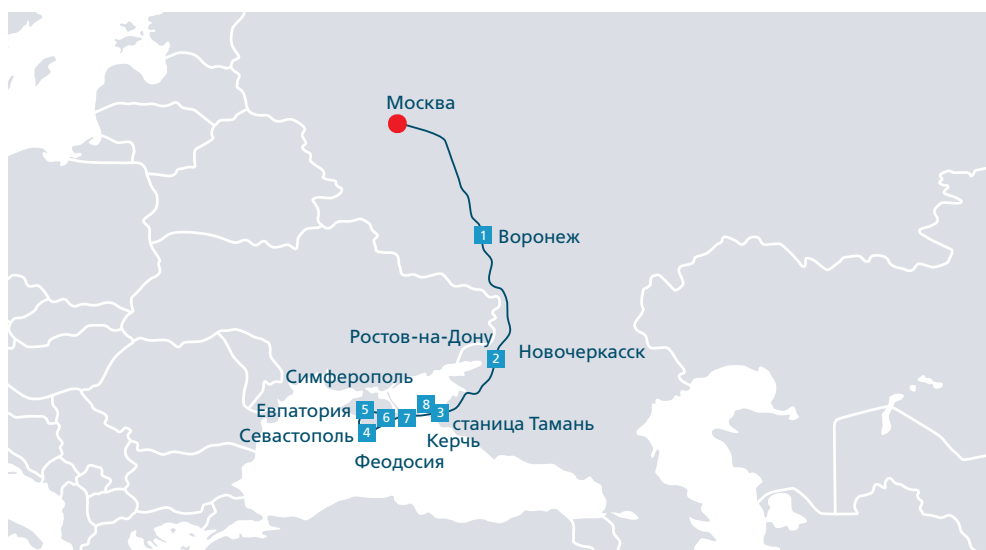 Москва
1 Воронеж
Ростов-на-Дону
2 Новочеркасск
Симферополь
8
Евпатория 5
6 7 3
станица Тамань
Севастополь 4
Керчь
Феодосия